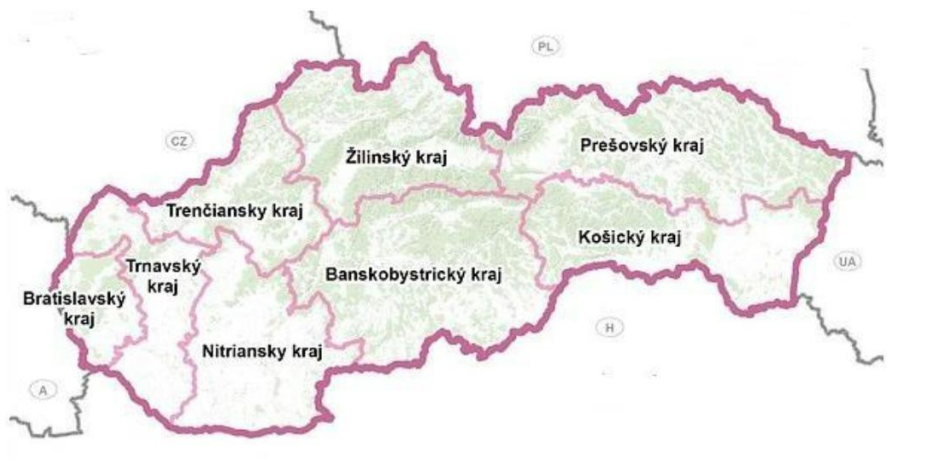 PL
CZ
Žilinský kraj
Prešovský kraj
Trenčiansky kraj
Košický kraj
Trnavský
kraj
Banskobystrický kraj
UA
Bratislavský
kraj
H
Nitriansky kraj
A